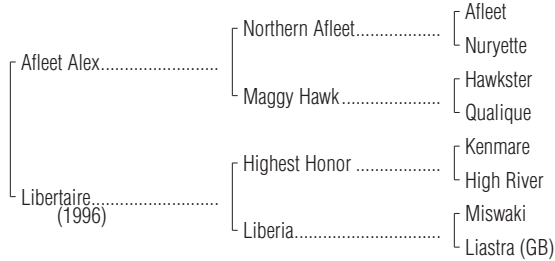 Afleet
Northern Afleet....................
Nuryette
Afleet Alex............................
Hawkster
Maggy Hawk.......................
Qualique
Kenmare
Highest Honor ....................
High River
Libertaire..............................
(1996)
Miswaki
Liberia...................................
Liastra (GB)